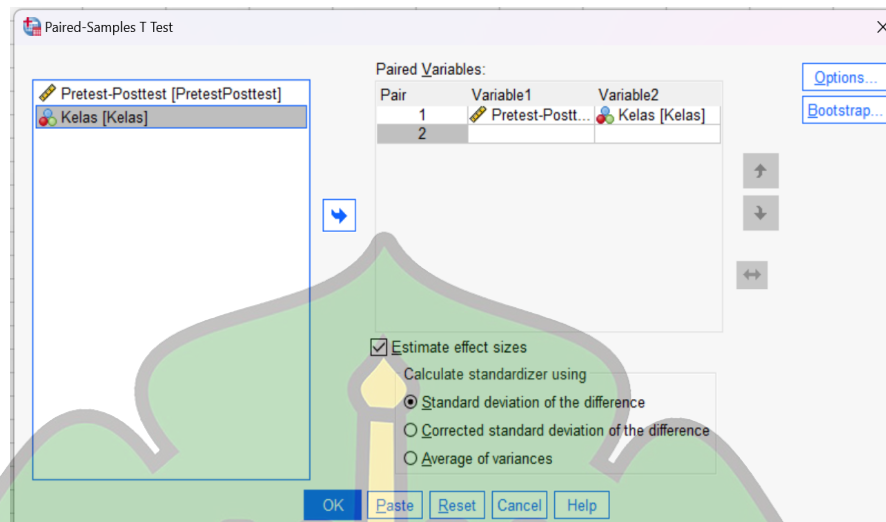 Paired-Samples T Test
Paired Variables:
Options...
Pretest-Posttest [PretestPosttest]
Kelas [Kelas]
Pair Variable1 Variable2
1 Pretest-Postt... Kelas [Kelas]
2
Bootstrap...
Estimate effect sizes
Calculate standardizer using
Standard deviation of the difference
Corrected standard deviation of the difference
Average of variances
OK Paste Reset Cancel Help